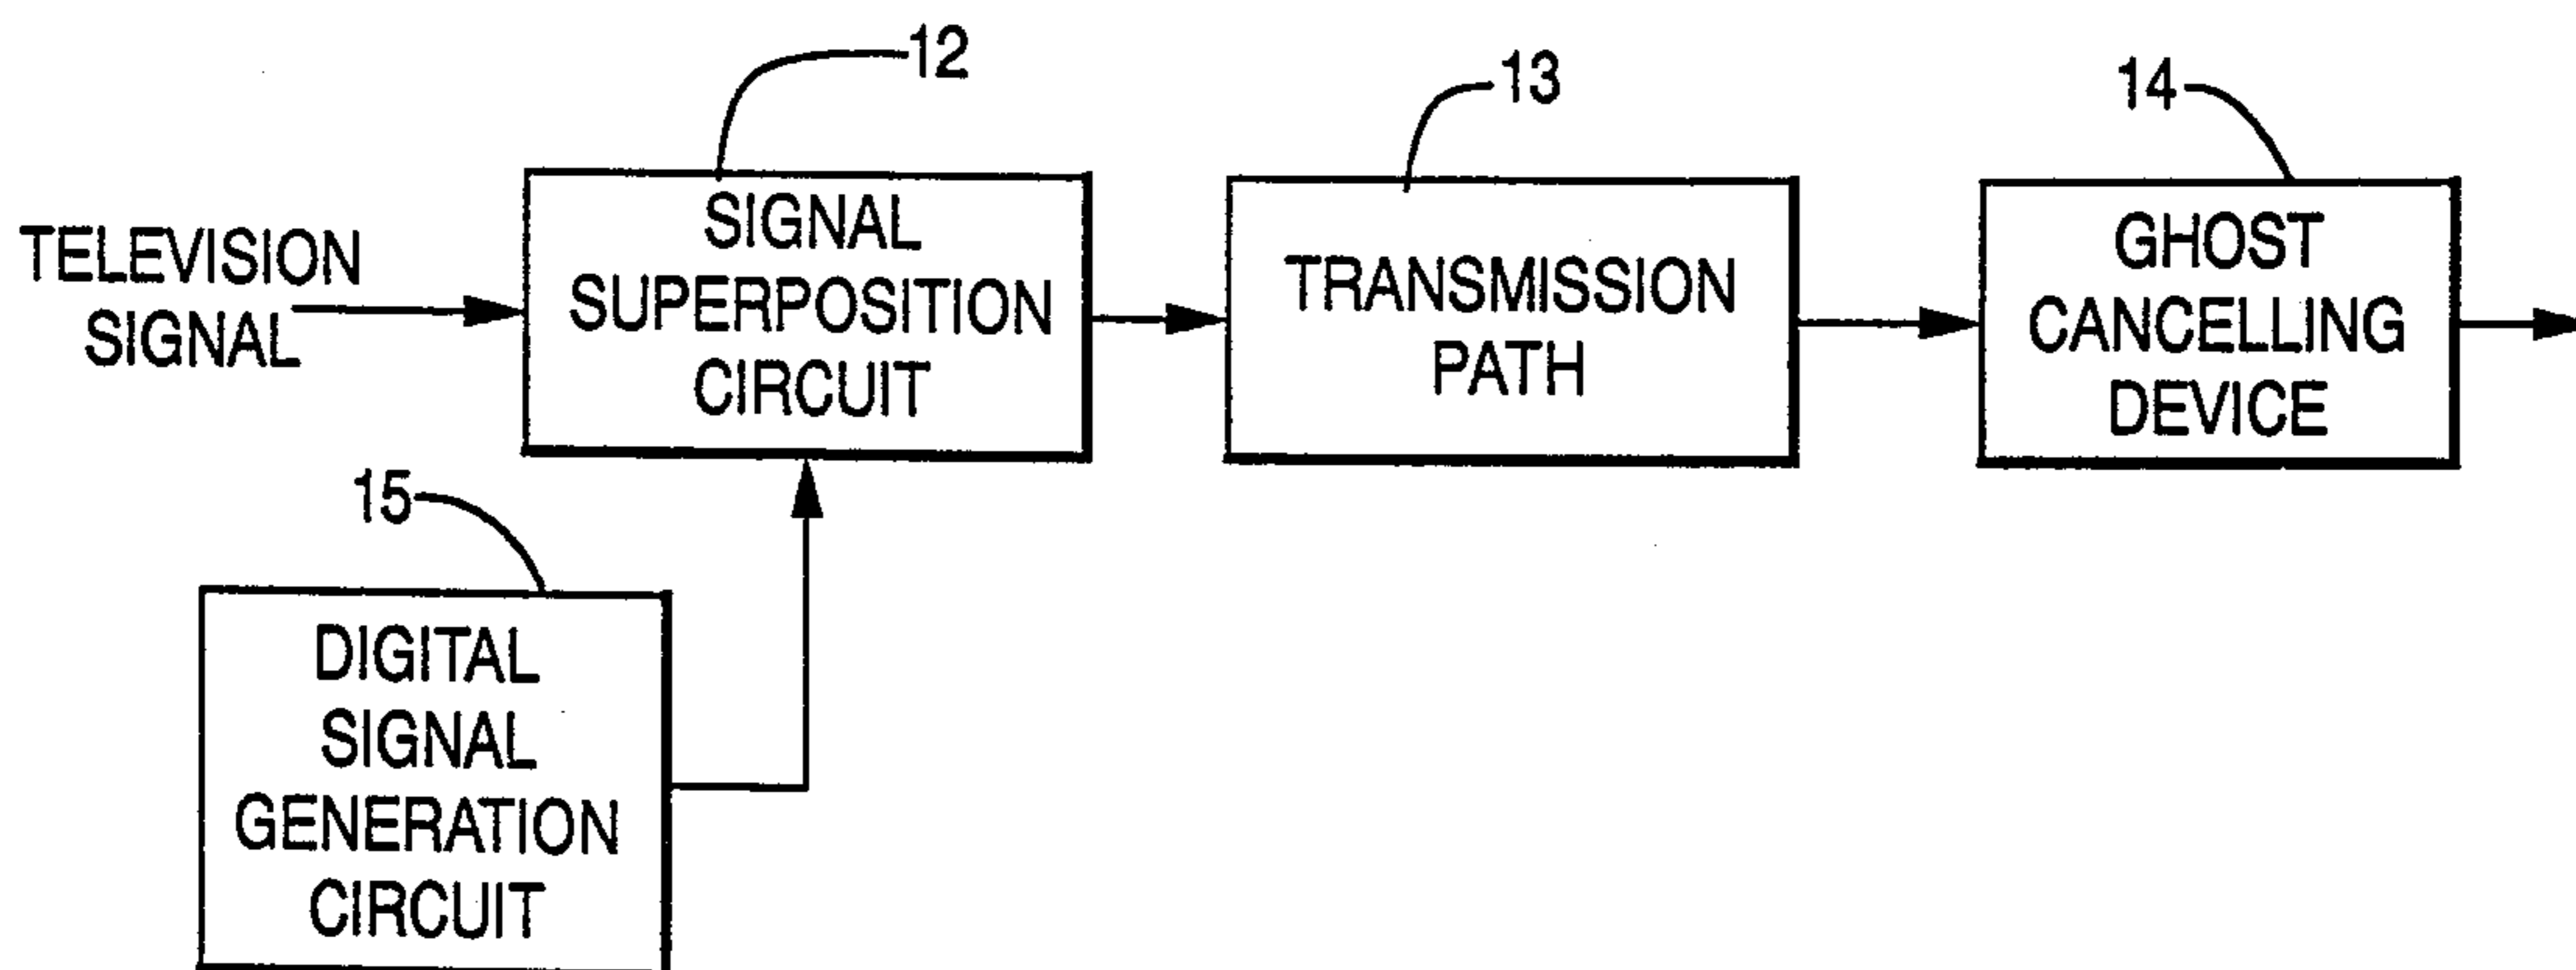 12
13
14
TELEVISION
SIGNAL
SIGNAL
SUPERPOSITION
CIRCUIT
TRANSMISSION
PATH
GHOST
CANCELLING
DEVICE
15
DIGITAL
SIGNAL
GENERATION
CIRCUIT